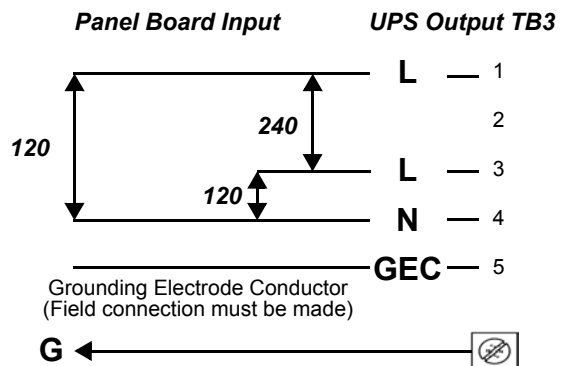 Panel Board Input UPS Output TB3
L 1
240 2
120
L 3
120
N 4
GEC 5
Grounding Electrode Conductor
(Field connection must be made)
G